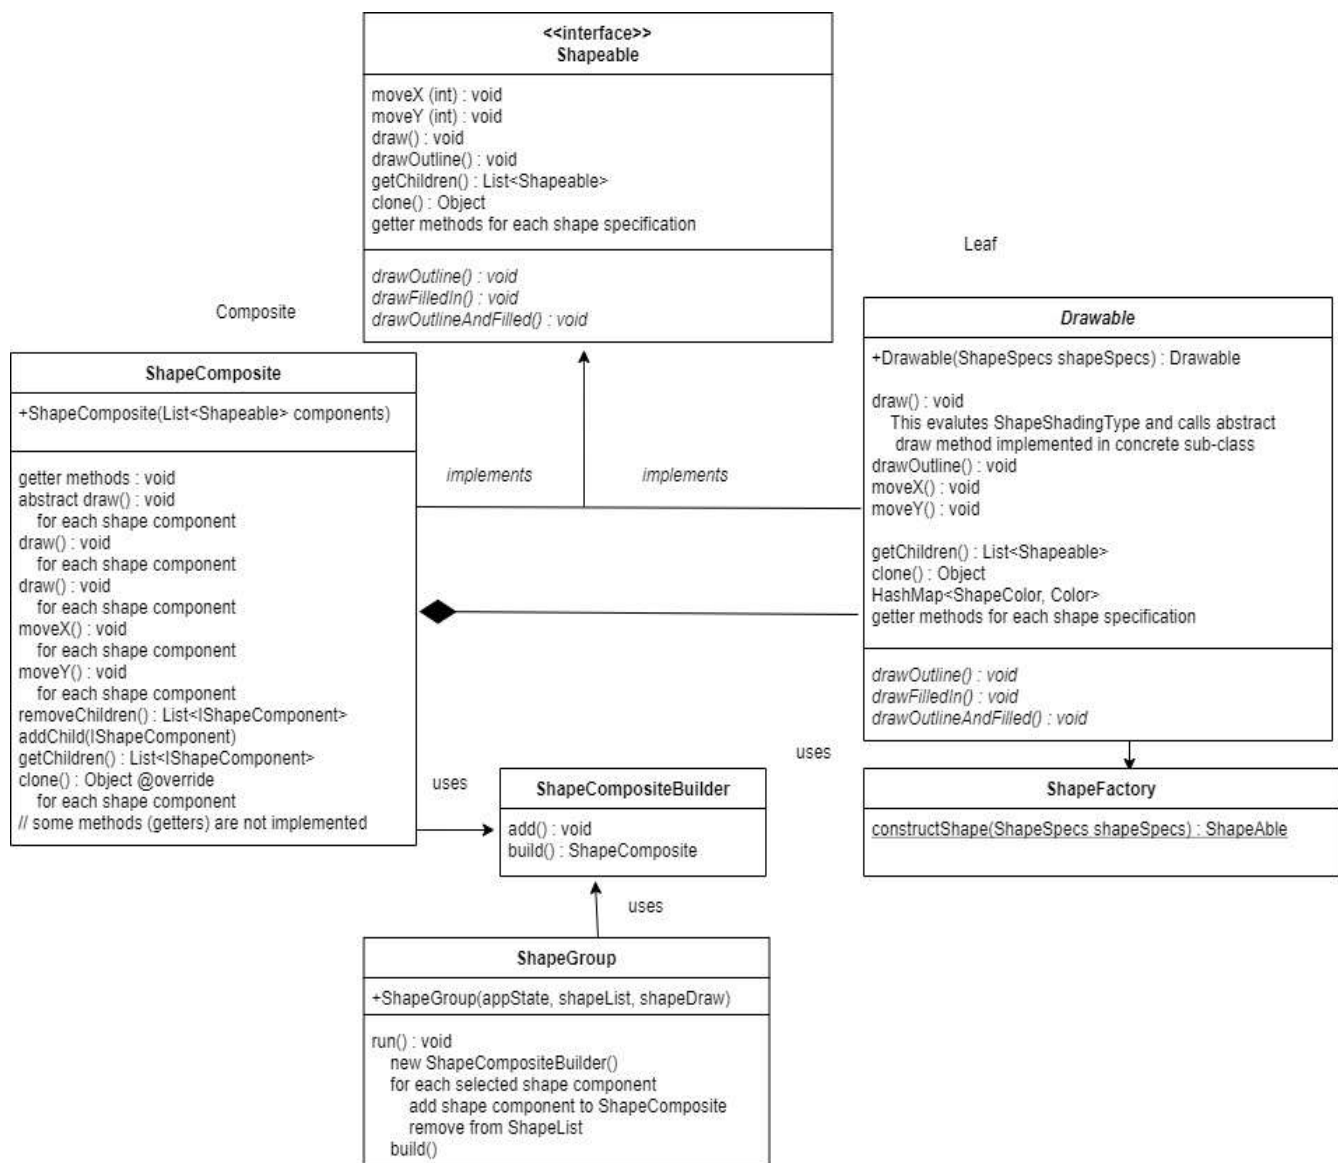 <<interface>>
Shapeable
moveX (int) : void
moveY (int) : void
draw() : void
drawOutline() : void
getChildren() : List<Shapeable>
clone() : Object
getter methods for each shape specification
drawOutline() : void
drawFilledIn() : void
drawOutlineAndFilled() : void
Leaf
Composite
Drawable
+Drawable(ShapeSpecs shapeSpecs) : Drawable
draw() : void
This evalutes ShapeShadingType and calls abstract
draw method implemented in concrete sub-class
drawOutline() : void
moveX() : void
moveY() : void
getChildren() : List<Shapeable>
clone() : Object
HashMap<ShapeColor, Color>
getter methods for each shape specification
drawOutline() : void
drawFilledIn() : void
drawOutlineAndFilled() : void
ShapeComposite
+ShapeComposite(List<Shapeable> components)
getter methods : void
abstract draw() : void
for each shape component
draw() : void
for each shape component
draw() : void
for each shape component
moveX() : void
for each shape component
moveY() : void
for each shape component
removeChildren() : List<IShapeComponent>
addChild(IShapeComponent)
getChildren() : List<IShapeComponent>
clone() : Object @override
for each shape component
// some methods (getters) are not implemented
implements
implements
uses
uses
ShapeCompositeBuilder
add() : void
build() : ShapeComposite
ShapeFactory
constructShape(ShapeSpecs shapeSpecs) : ShapeAble
uses
ShapeGroup
+ShapeGroup(appState, shapeList, shapeDraw)
run() : void
new ShapeCompositeBuilder()
for each selected shape component
add shape component to ShapeComposite
remove from ShapeList
build()